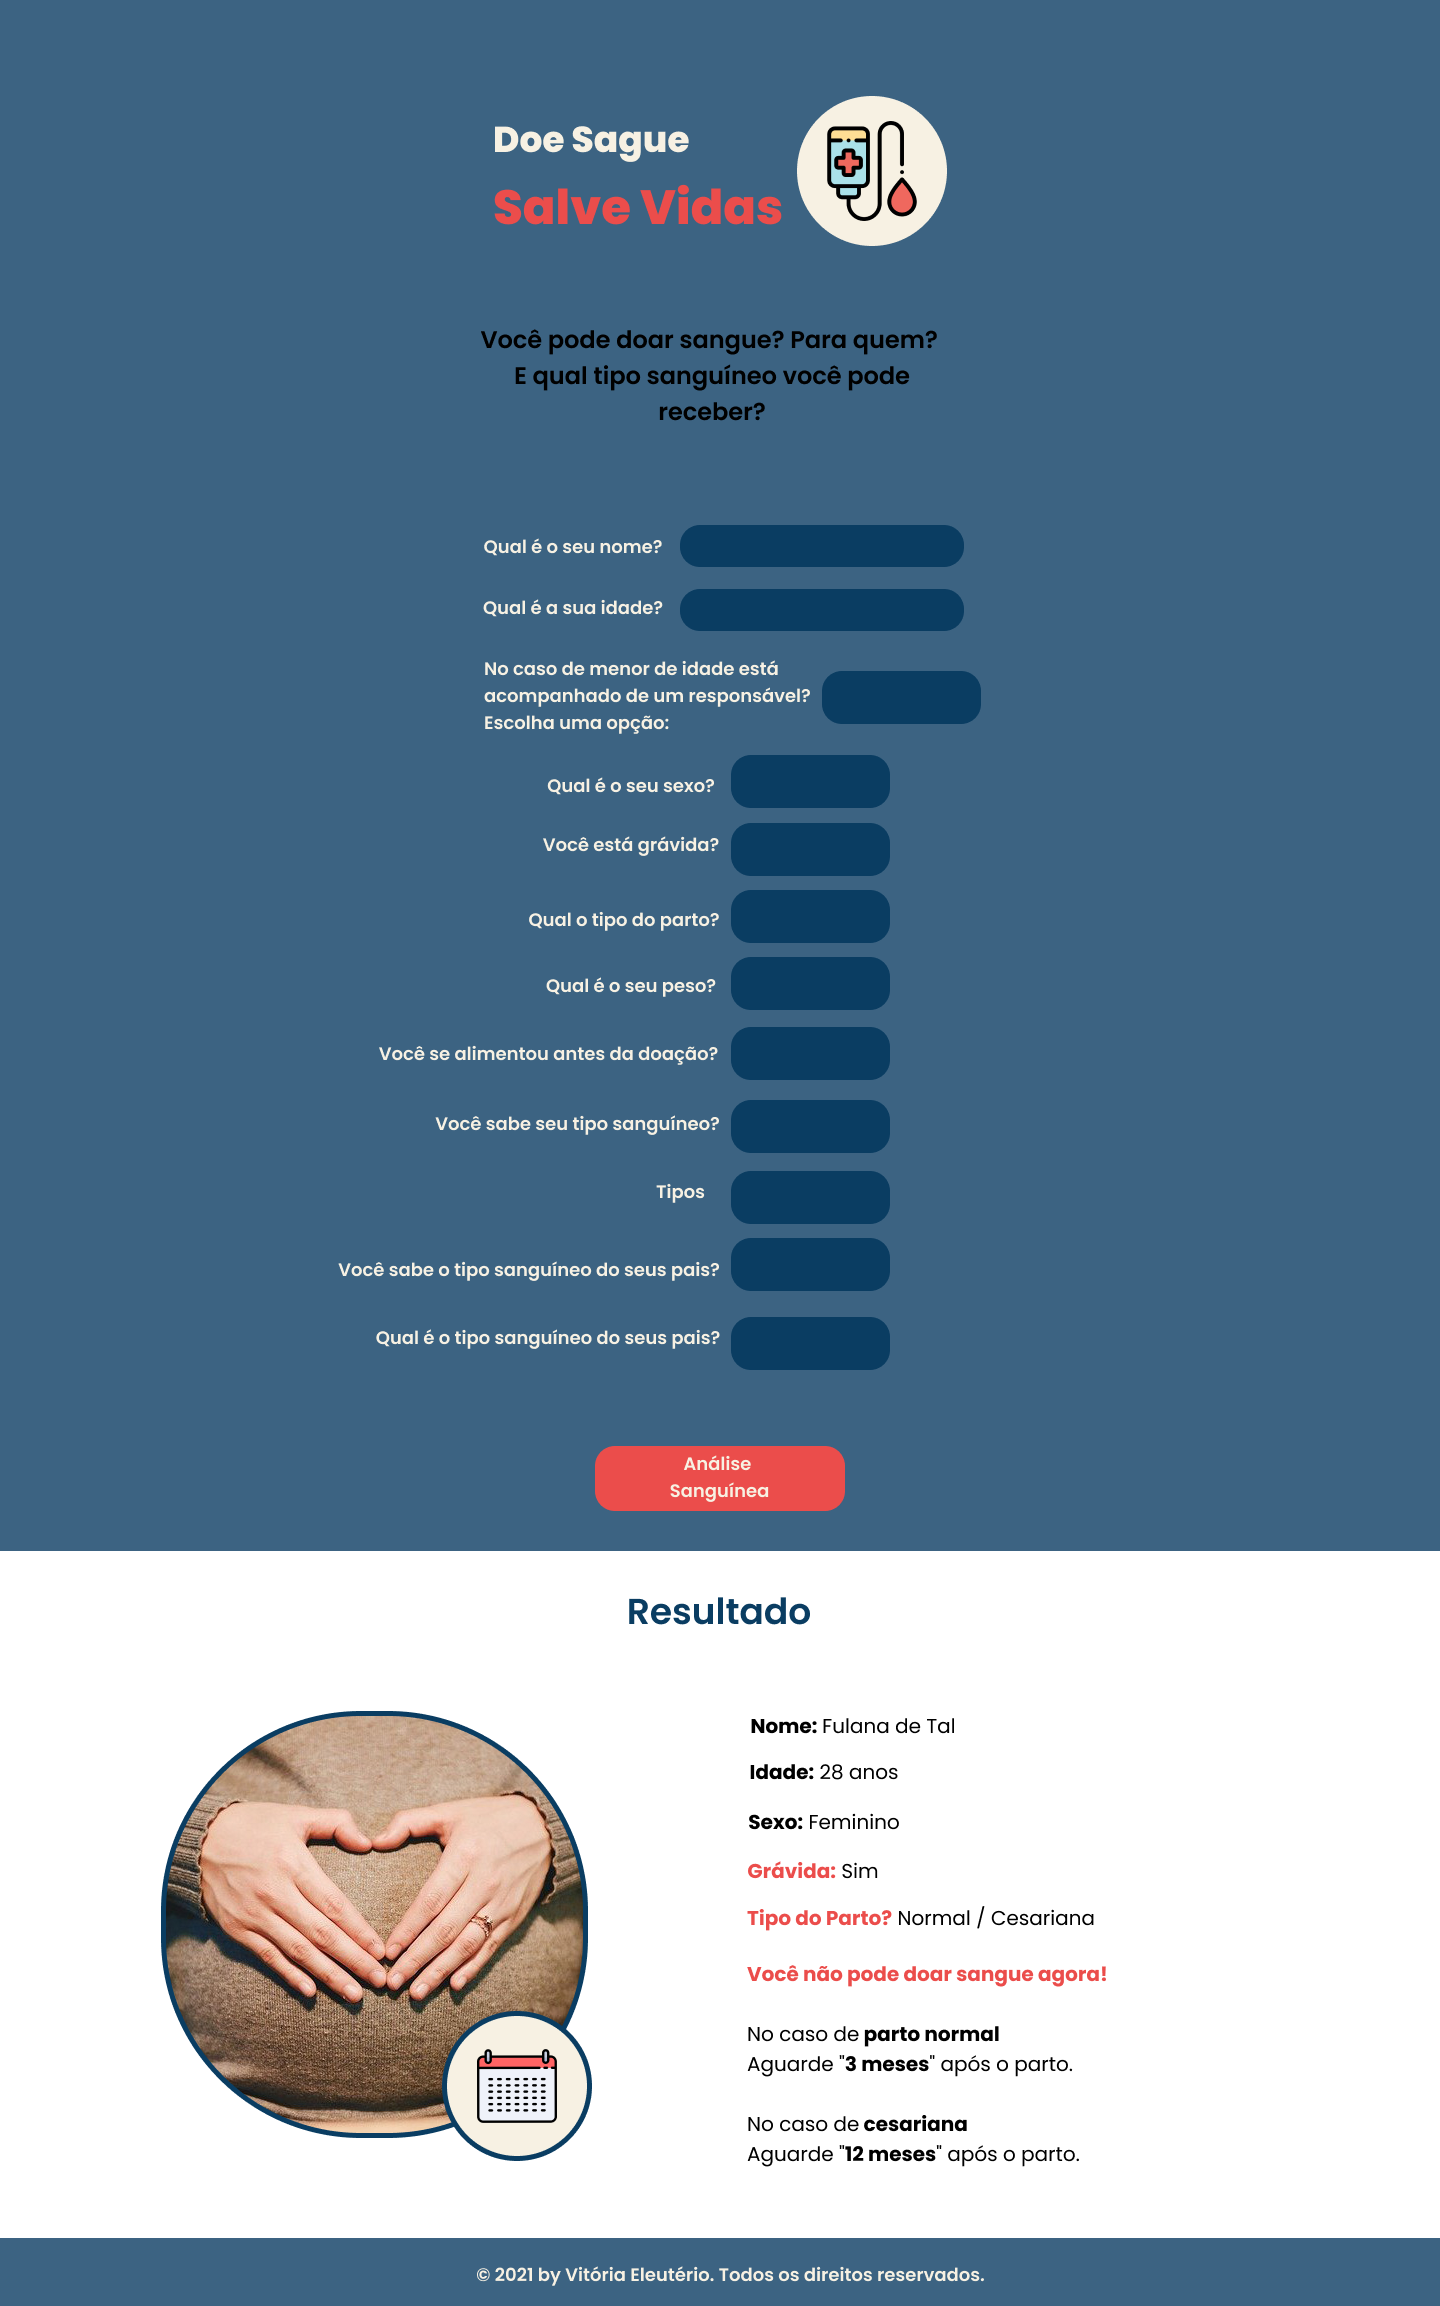 Doe Sague
Salve Vidas
Você pode doar sangue? Para quem?
E qual tipo sanguíneo você pode
receber?
Qual é o seu nome?
Qual é a sua idade?
No caso de menor de idade está
acompanhado de um responsável?
Escolha uma opção:
Qual é o seu sexo?
Você está grávida?
Qual o tipo do parto?
Qual é o seu peso?
Você se alimentou antes da doação?
Você sabe seu tipo sanguíneo?
Tipos
Você sabe o tipo sanguíneo do seus pais?
Qual é o tipo sanguíneo do seus pais?
Análise
Sanguínea
Resultado
Nome: Fulana de Tal
Idade: 28 anos
Sexo: Feminino
Grávida: Sim
Tipo do Parto? Normal / Cesariana
Você não pode doar sangue agora!
No caso de parto normal
Aguarde "3 meses" após o parto.
No caso de cesariana
Aguarde "12 meses" após o parto.
© 2021 by Vitória Eleutério. Todos os direitos reservados.